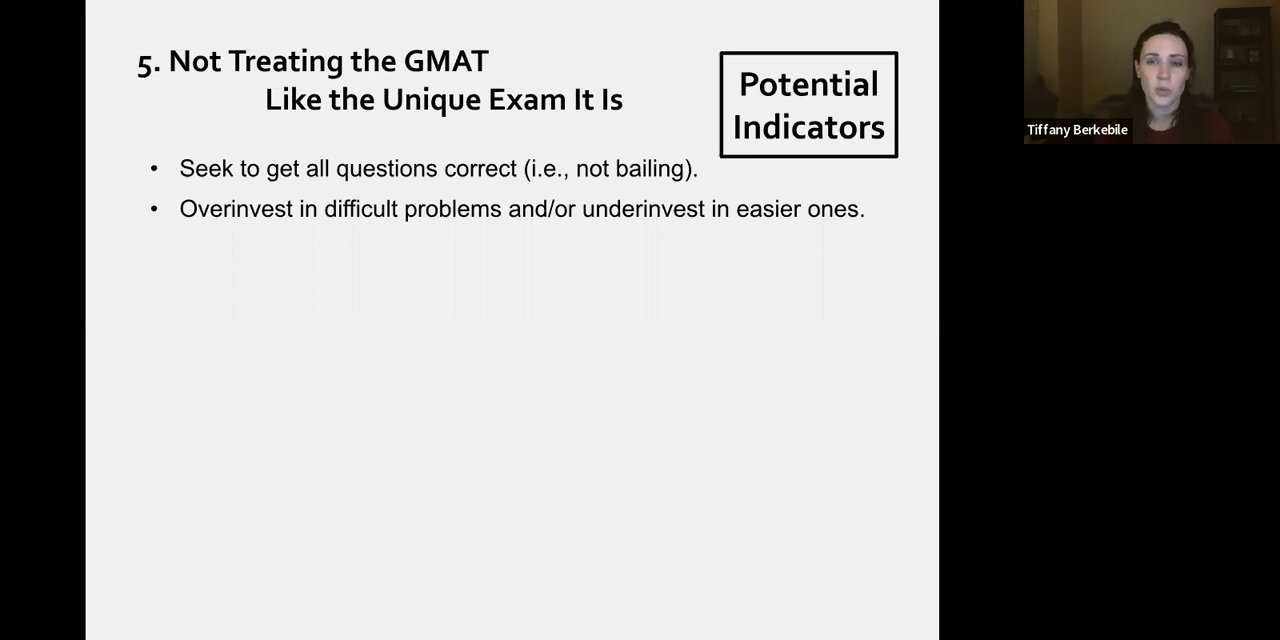 5. Not Treating the GMAT
Like the Unique Exam It Is
Potential
Indicators
• Seek to get all questions correct (i.e., not bailing).
• Overinvest in difficult problems and/or underinvest in easier ones.
Tiffany Berkebile